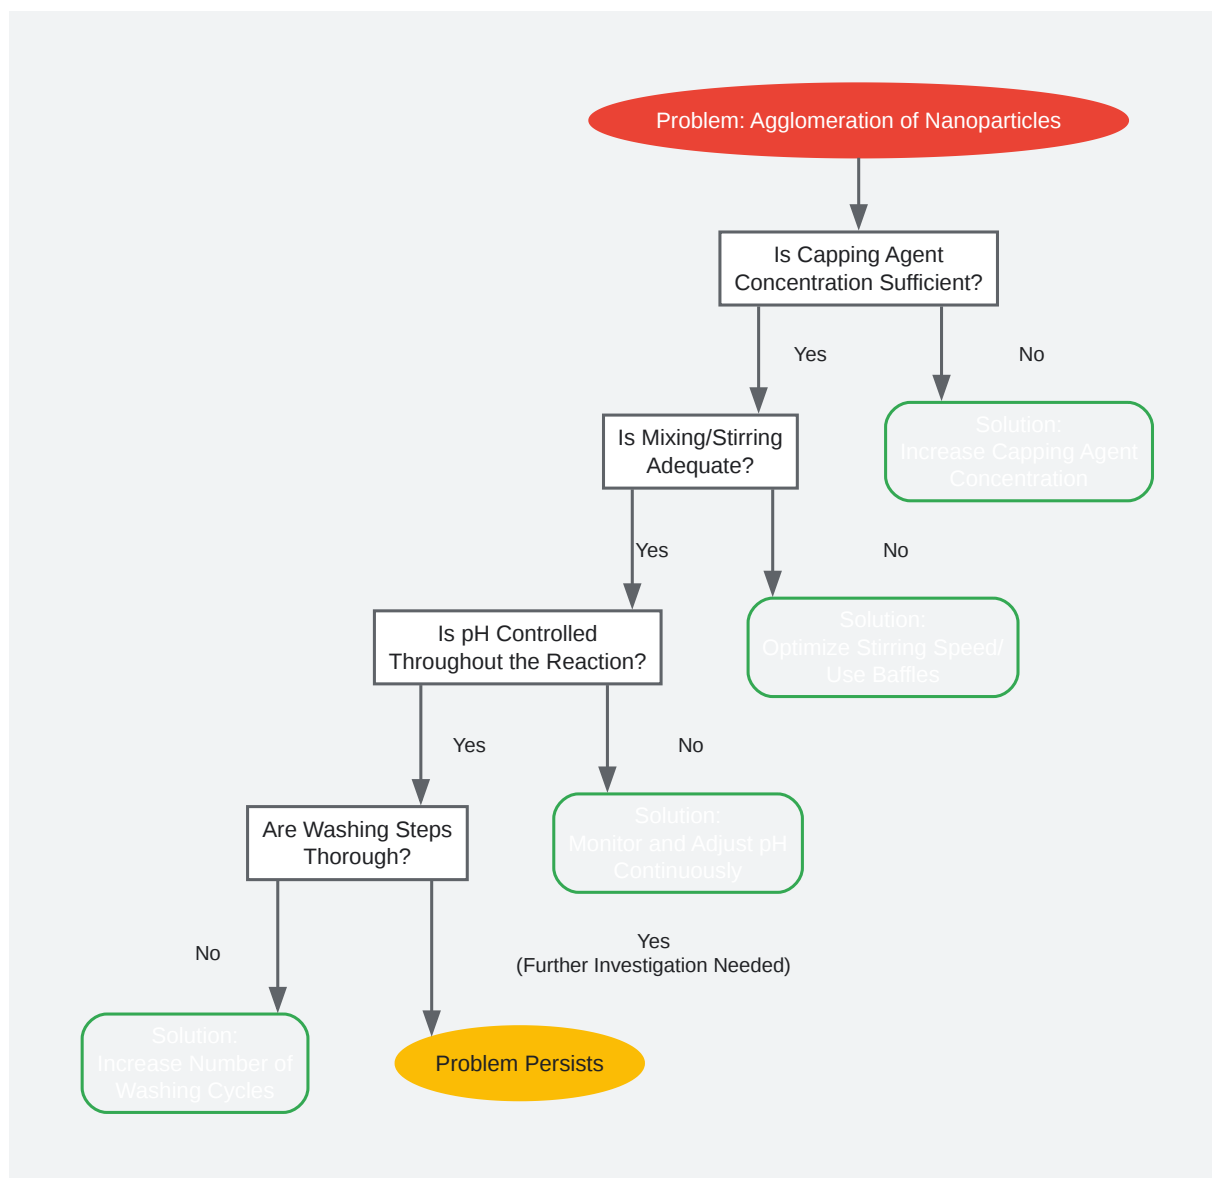 Problem: Agglomeration of Nanoparticles
Is Capping Agent
Concentration Sufficient?
Yes
No
Is Mixing/Stirring
Adequate?
Solution:
Increase Capping Agent
Concentration
Yes
No
Is pH Controlled
Throughout the Reaction?
Solution:
Optimize Stirring Speed/
Use Baffles
Yes
No
Are Washing Steps
Thorough?
Solution:
Monitor and Adjust pH
Continuously
No
Yes
(Further Investigation Needed)
Solution:
Increase Number of
Washing Cycles
Problem Persists